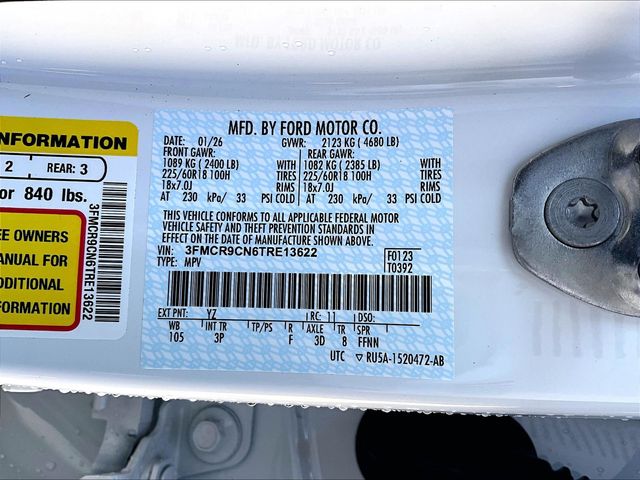 NFORMATION
2 REAR: 3
or 840 lbs.
EE OWNERS
MANUAL FOR
DDITIONAL
FORMATION
3FMCR9CN6TRE13622
MFD. BY FORD MOTOR CO.
DATE: 01/26 GVWR: 2123 KG ( 4680 LB)
FRONT GAWR: REAR GAWR:
1089 KG ( 2400 LB) WITH 1082 KG ( 2385 LB) WITH
225/60R18 100H TIRES 225/60R18 100H TIRES
18x7.0J RIMS 18x7.0J RIMS
AT 230 kPa/ 33 PSI COLD AT 230 kPa/ 33 PSI COLD
THIS VEHICLE CONFORMS TO ALL APPLICABLE FEDERAL MOTOR
VEHICLE SAFETY AND THEFT PREVENTION STANDARDS IN
EFFECT ON THE DATE OF MANUFACTURE SHOWN ABOVE.
VIN: 3FMCR9CN6TRE13622 F0123
TYPE: MPV T0392
EXT PNT: YZ RC: 11 DSO:
WB INT TR TP/PS R AXLE TR SPR
105 3P F 3D 8 FFNN
UTC ▽ RU5A-1520472-AB